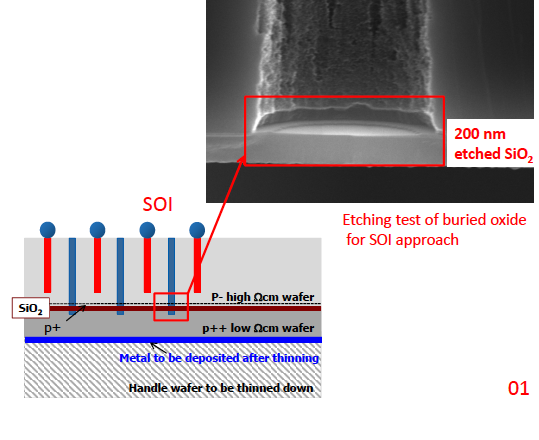 200 nm
etched SiO2
SOI
Etching test of buried oxide
for SOI approach
P- high Ωcm wafer
SiO2
p+
p++ low Ωcm wafer
Metal to be deposited after thinning
Handle wafer to be thinned down
01